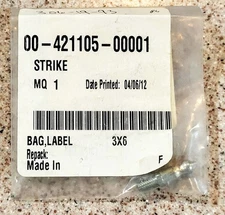 00-421105-00001
STRIKE
MQ 1 Date Printed: 04/06/12
BAG,LABEL 3X6
Repack:
Made In F